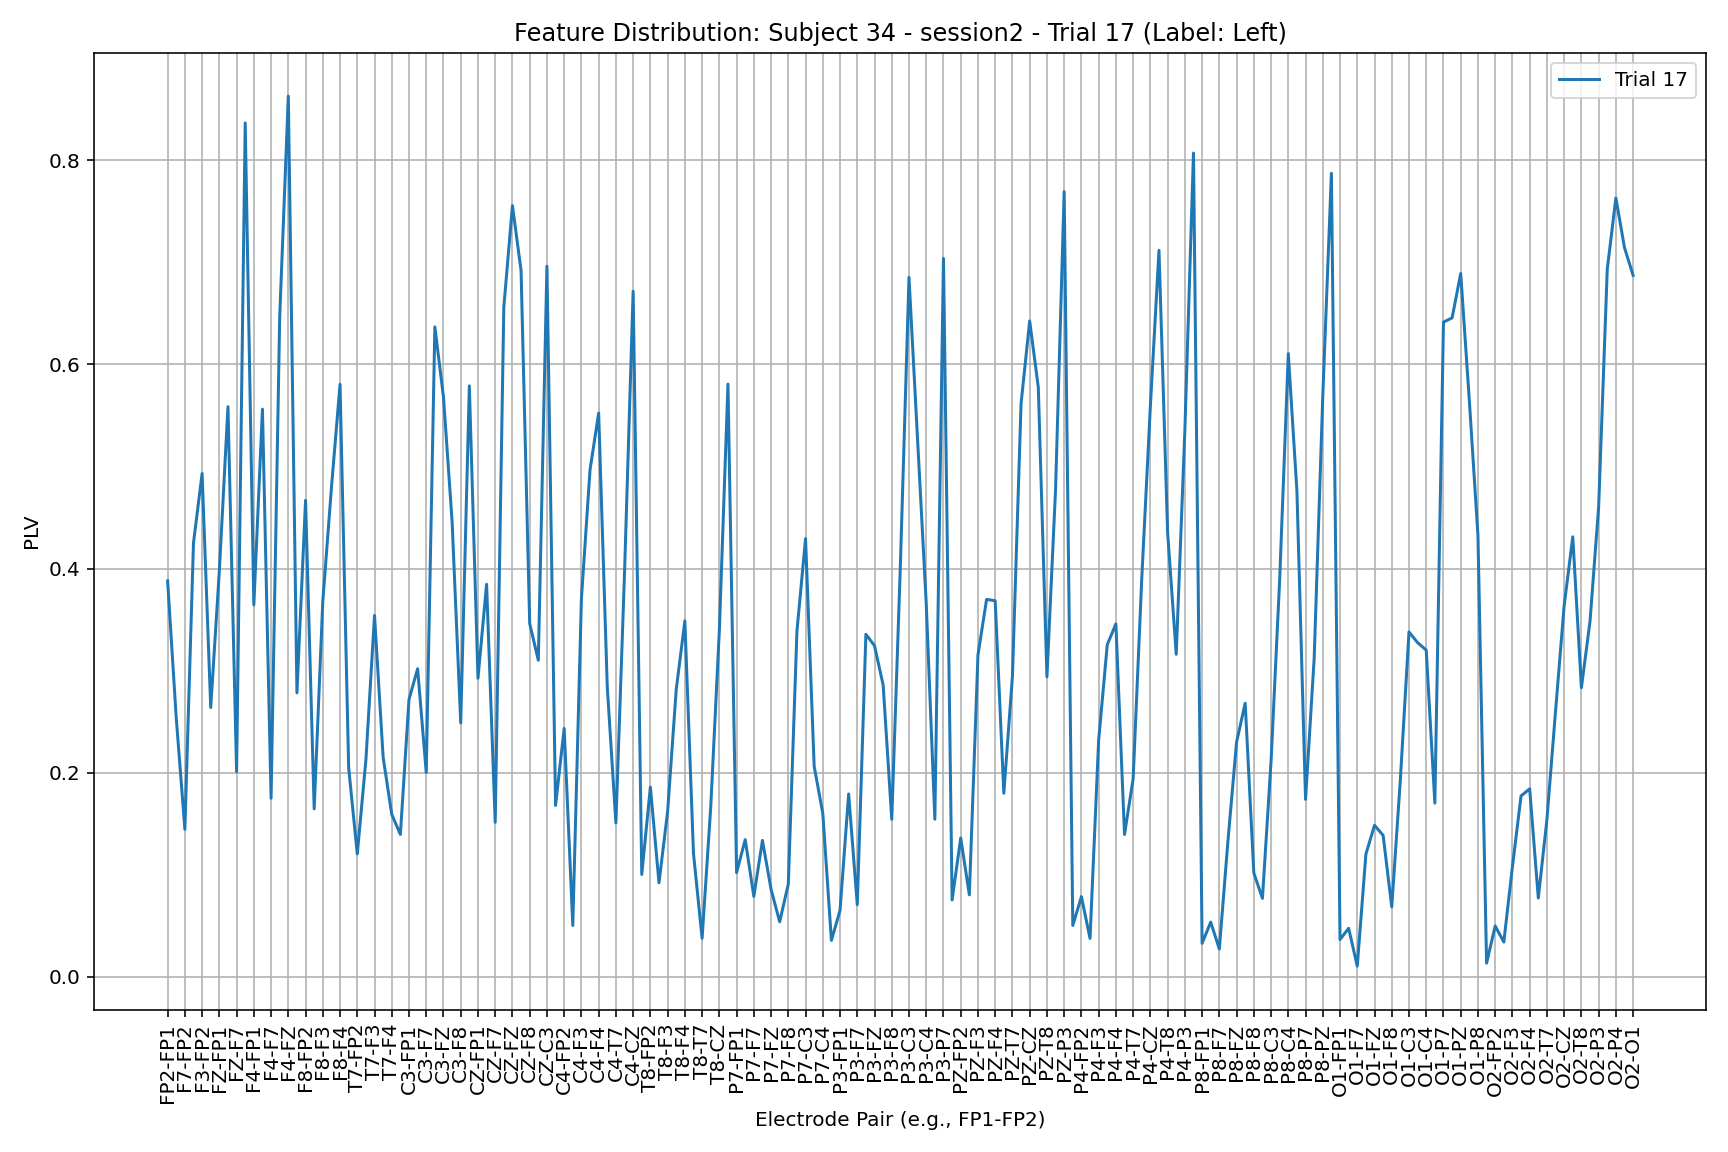 Feature Distribution: Subject 34 - session2 - Trial 17 (Label: Left)
Trial 17
PLV
0.8
0.6
0.4
0.2
0.0
FP2-FP1
F7-FP2
F3-FP2
FZ-FP1
FZ-F7
F4-FP1
F4-F7
F4-FZ
F8-FP2
F8-F3
F8-F4
T7-FP2
T7-F3
T7-F4
C3-FP1
C3-F7
C3-FZ
C3-F8
CZ-FP1
CZ-F7
CZ-FZ
CZ-F8
CZ-C3
C4-FP2
C4-F3
C4-F4
C4-T7
C4-CZ
T8-FP2
T8-F3
T8-F4
T8-T7
T8-CZ
P7-FP1
P7-F7
P7-FZ
P7-F8
P7-C3
P7-C4
P3-FP1
P3-F7
P3-FZ
P3-F8
P3-C3
P3-C4
P3-P7
PZ-FP2
PZ-F3
PZ-F4
PZ-T7
PZ-CZ
PZ-T8
PZ-P3
P4-FP2
P4-F3
P4-F4
P4-T7
P4-CZ
P4-T8
P4-P3
P8-FP1
P8-F7
P8-FZ
P8-F8
P8-C3
P8-C4
P8-P7
P8-PZ
O1-FP1
O1-F7
O1-FZ
O1-F8
O1-C3
O1-C4
O1-P7
O1-PZ
O1-P8
O2-FP2
O2-F3
O2-F4
O2-T7
O2-CZ
O2-T8
O2-P3
O2-P4
O2-O1
Electrode Pair (e.g., FP1-FP2)